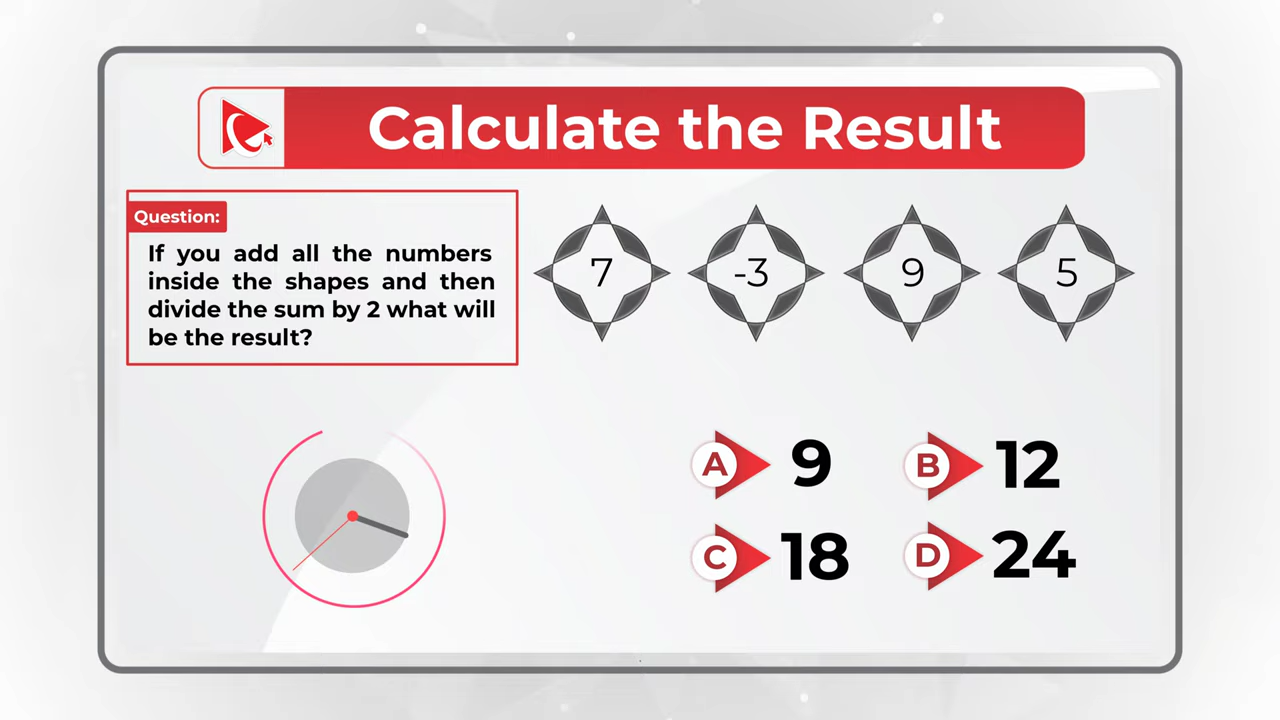 Calculate the Result
Question:
If you add all the numbers
inside the shapes and then
divide the sum by 2 what will
be the result?
7
-3
9
5
A 9
B 12
C 18
D 24